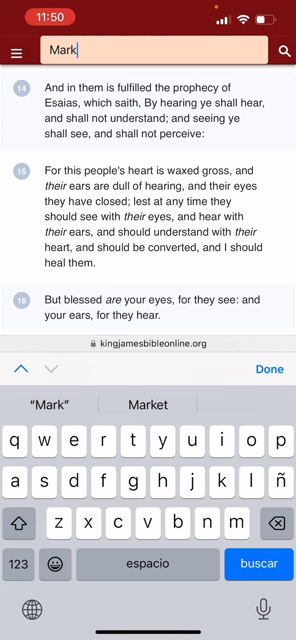 11:50
Mark
14
And in them is fulfilled the prophecy of
Esaias, which saith, By hearing ye shall hear,
and shall not understand; and seeing ye
shall see, and shall not perceive:
15
For this people's heart is waxed gross, and
their ears are dull of hearing, and their eyes
they have closed; lest at any time they
should see with their eyes, and hear with
their ears, and should understand with their
heart, and should be converted, and I should
heal them.
16
But blessed are your eyes, for they see: and
your ears, for they hear.
kingjamesbibleonline.org
Done
“Mark” Market
q w e r t y u i o p
a s d f g h j k l ñ
z x c v b n m
123 espacio buscar